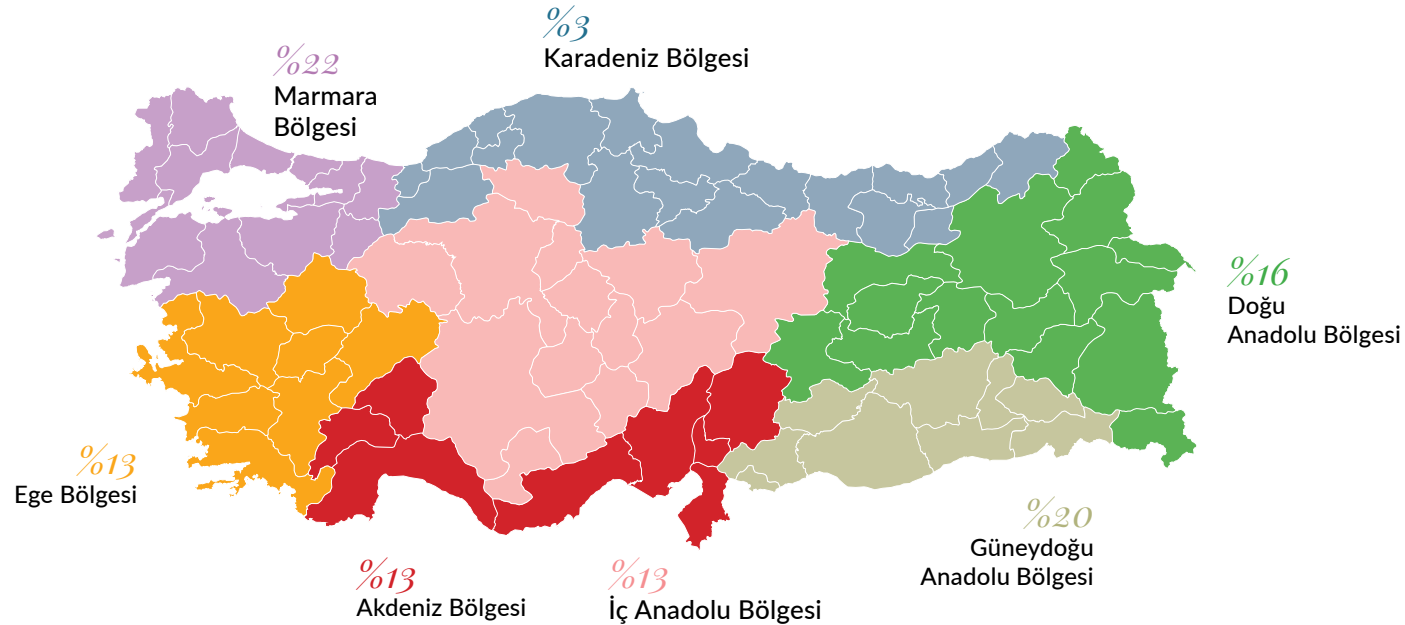 %3
Karadeniz Bölgesi
%22
Marmara
Bölgesi
%16
Doğu
Anadolu Bölgesi
%13
Ege Bölgesi
%20
Güneydoğu
Anadolu Bölgesi
%13
Akdeniz Bölgesi
%13
İç Anadolu Bölgesi